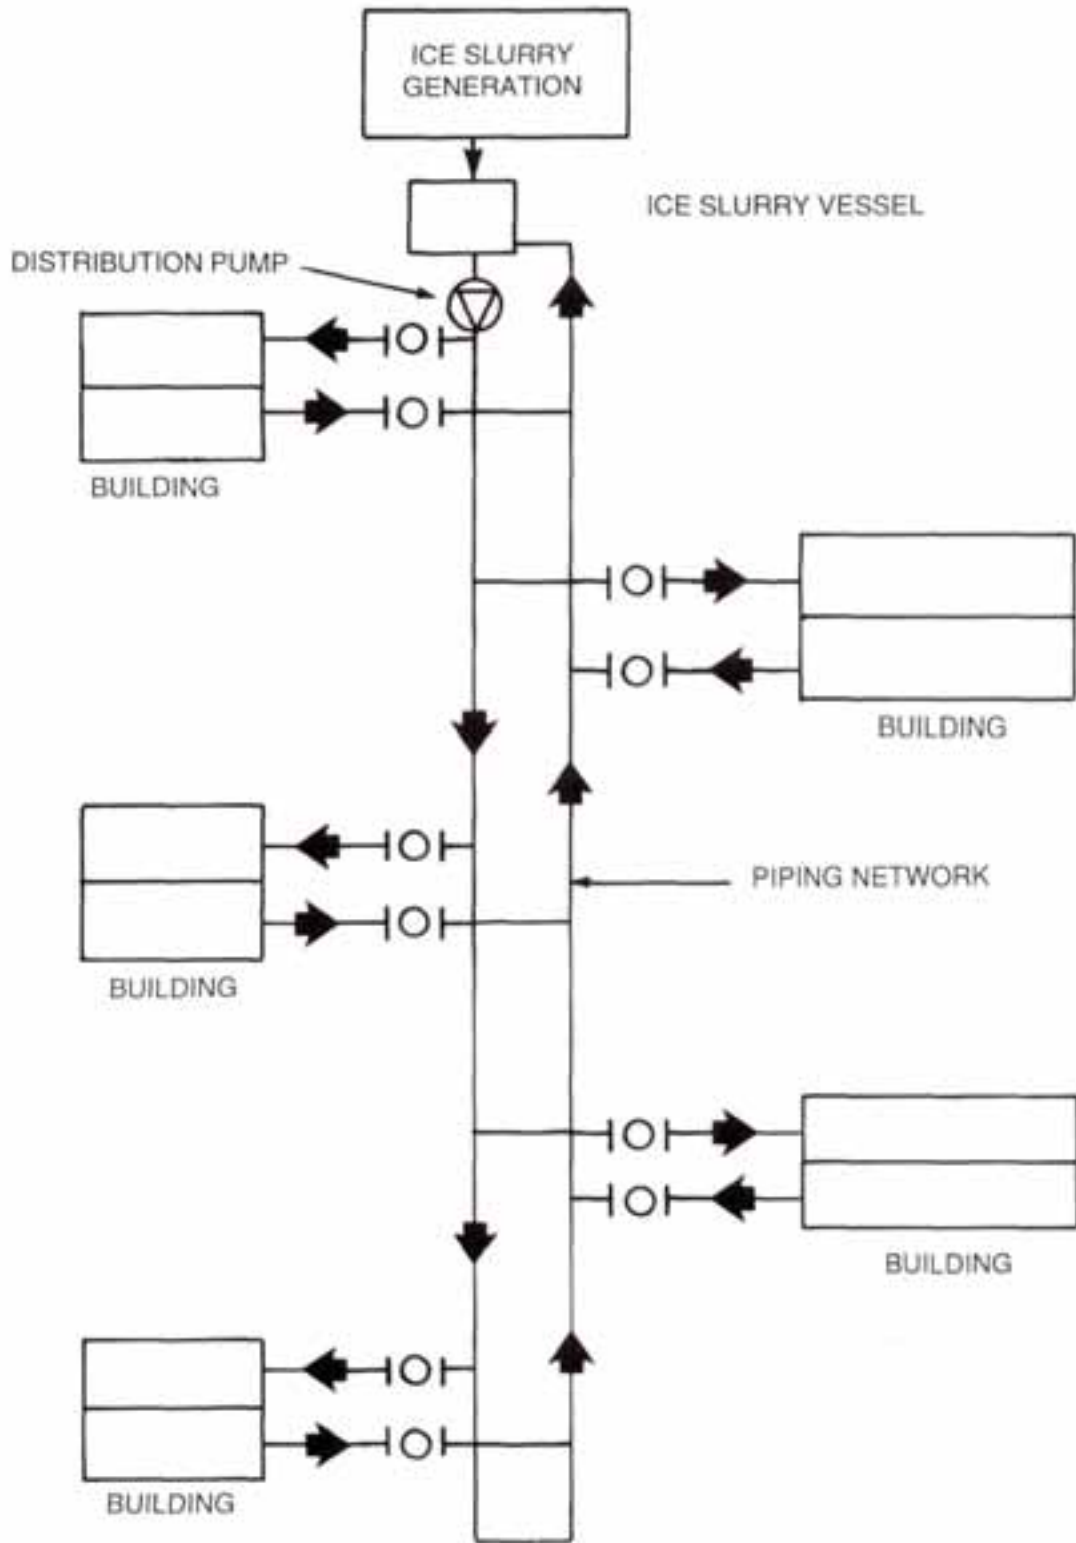 ICE SLURRY
GENERATION
ICE SLURRY VESSEL
DISTRIBUTION PUMP
BUILDING
BUILDING
PIPING NETWORK
BUILDING
BUILDING
BUILDING